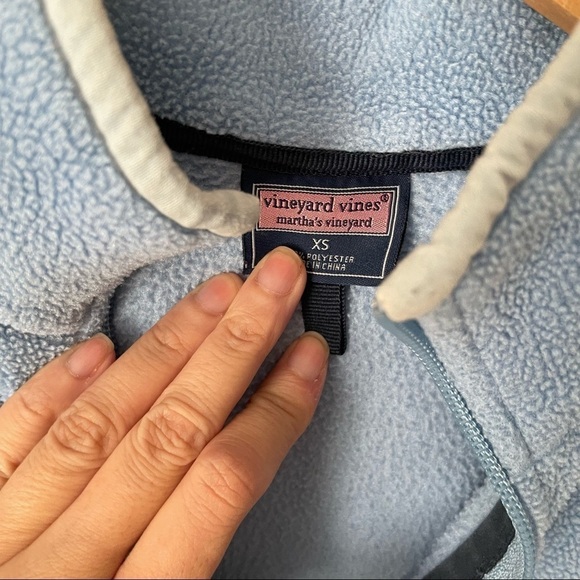 vineyard vines®
martha's vineyard
XS
% POLYESTER
IN CHINA